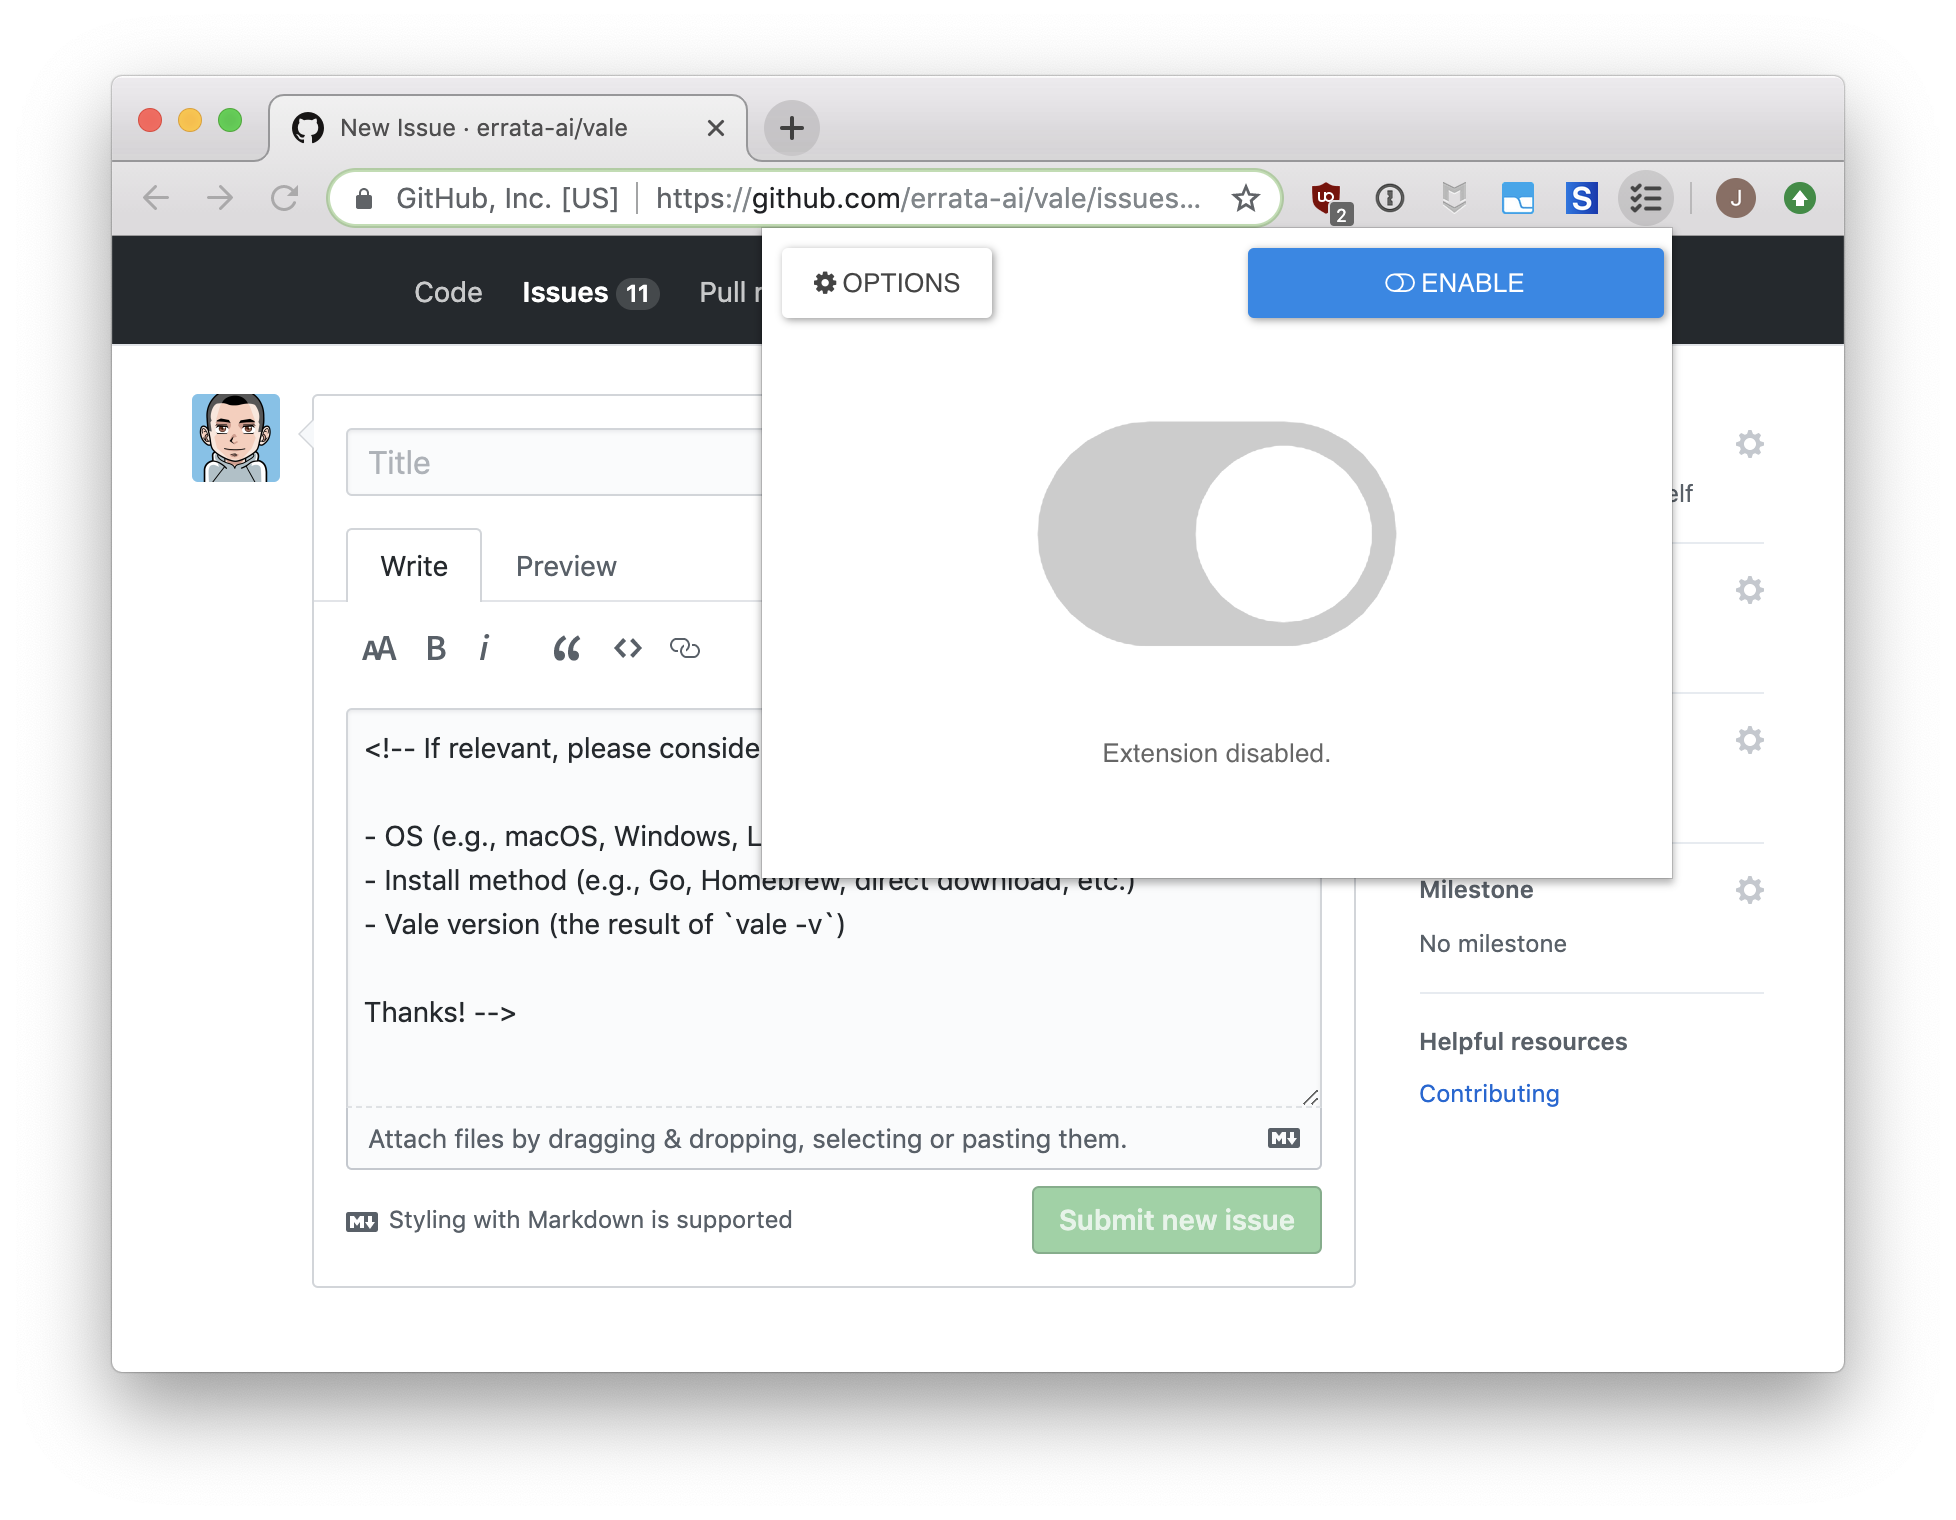 New Issue · errata-ai/vale
GitHub, Inc. [US] https://github.com/errata-ai/vale/issues...
2
S
J
Code Issues 11 Pull
OPTIONS
ENABLE
Title
Write Preview
AA B i
<!-- If relevant, please conside
- OS (e.g., macOS, Windows, L
- Install method (e.g., Go, Homebrew, direct download, etc.)
- Vale version (the result of `vale -v`)
Thanks! -->
Attach files by dragging & dropping, selecting or pasting them.
Styling with Markdown is supported
Submit new issue
Extension disabled.
elf
Milestone
No milestone
Helpful resources
Contributing